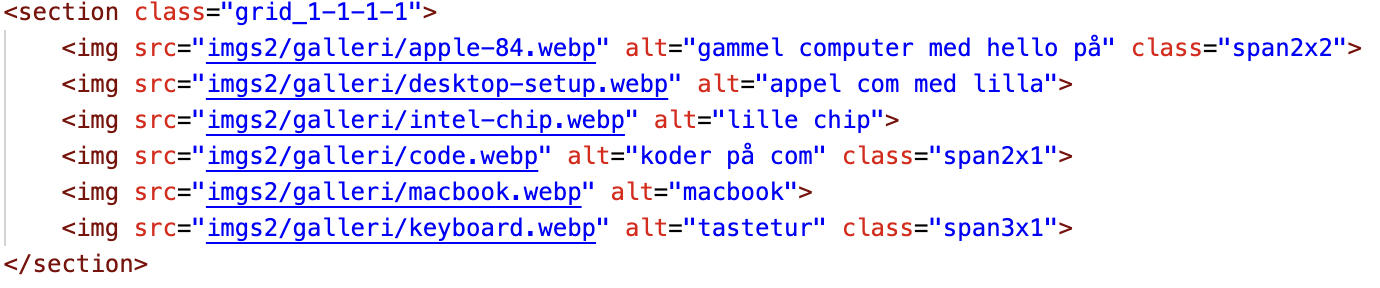 <section class="grid_1-1-1-1">
<img src="imgs2/galleri/apple-84.webp" alt="gammel computer med hello på" class="span2x2">
<img src="imgs2/galleri/desktop-setup.webp" alt="appel com med lilla">
<img src="imgs2/galleri/intel-chip.webp" alt="lille chip">
<img src="imgs2/galleri/code.webp" alt="koder på com" class="span2x1">
<img src="imgs2/galleri/macbook.webp" alt="macbook">
<img src="imgs2/galleri/keyboard.webp" alt="tastetur" class="span3x1">
</section>